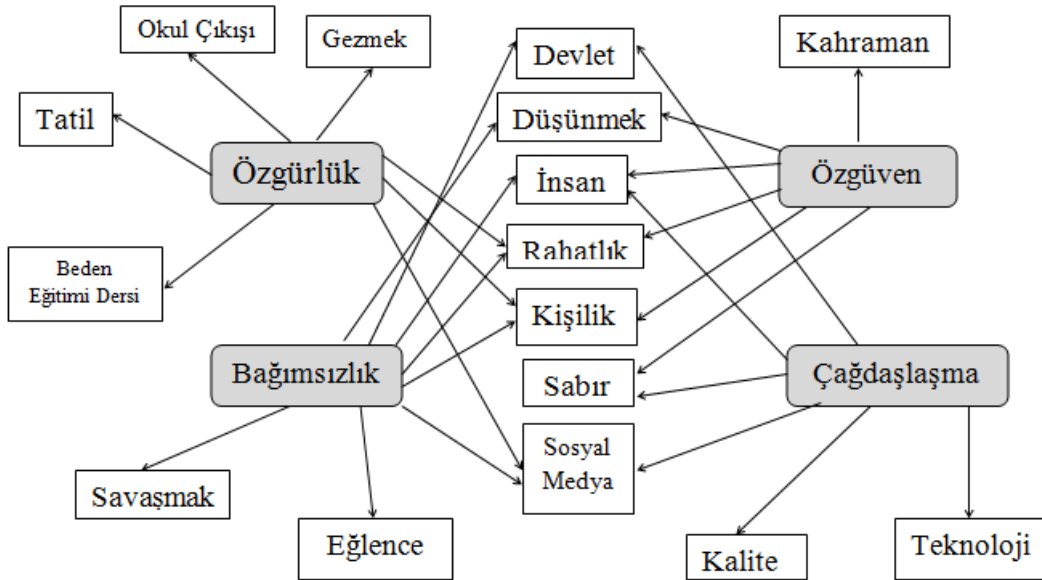 Okul Çıkışı
Gezmek
Devlet
Kahraman
Tatil
Düşünmek
Özgürlük
İnsan
Özgüven
Rahatlık
Beden
Eğitimi Dersi
Kişilik
Bağımsızlık
Sabır
Çağdaşlaşma
Sosyal
Medya
Savaşmak
Eğlence
Kalite
Teknoloji